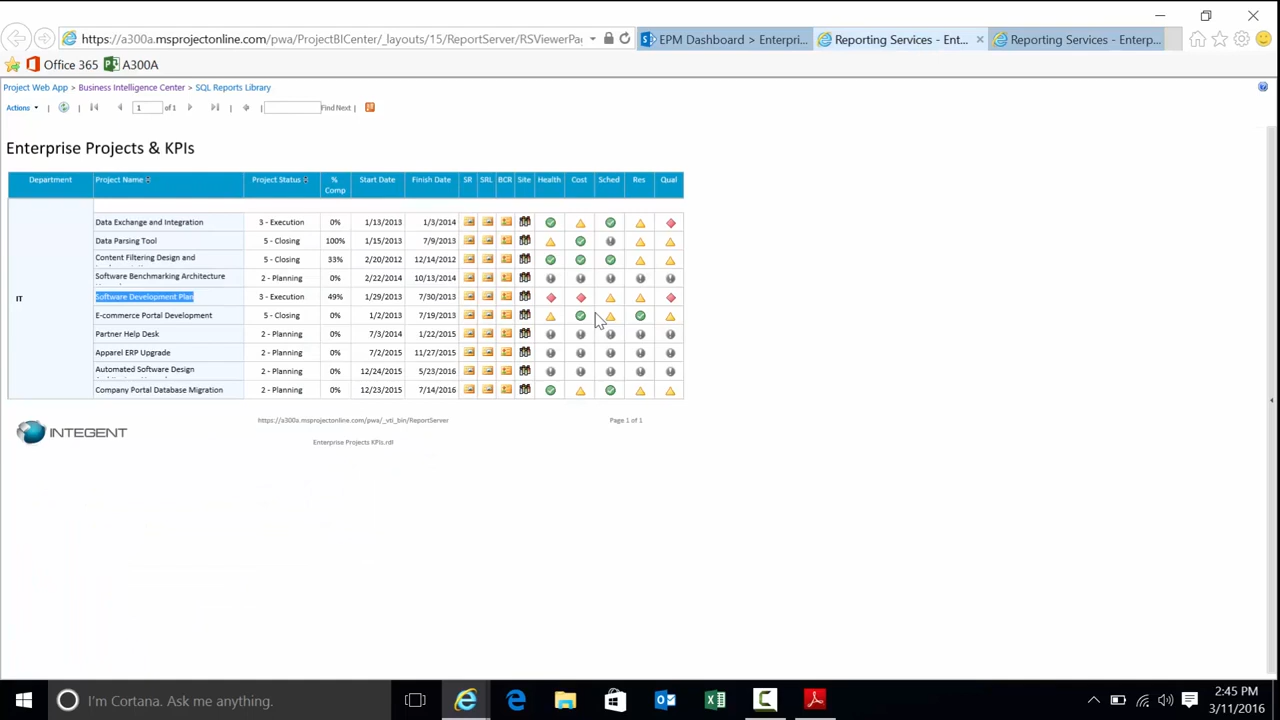 https://a300a.msprojectonline.com/pwa/ProjectBICenter/_layouts/15/ReportServer/RSViewerPa
EPM Dashboard > Enterpri...
Reporting Services - Ent...
Reporting Services - Enterp...
Office 365
A300A
Project Web App > Business Intelligence Center > SQL Reports Library
Actions
1 of 1
Find Next
Enterprise Projects & KPIs
Department Project Name Project Status % Comp Start Date Finish Date SR SRL BCR Site Health Cost Sched Res Qual
Data Exchange and Integration 3 - Execution 0% 1/13/2013 1/3/2014
Data Parsing Tool 5 - Closing 100% 1/15/2013 7/9/2013
Content Filtering Design and 5 - Closing 33% 2/20/2012 12/14/2012
Software Benchmarking Architecture 2 - Planning 0% 2/22/2014 10/13/2014
IT
Software Development Plan 3 - Execution 49% 1/29/2013 7/30/2013
E-commerce Portal Development 5 - Closing 0% 1/2/2013 7/19/2013
Partner Help Desk 2 - Planning 0% 7/3/2014 1/22/2015
Apparel ERP Upgrade 2 - Planning 0% 7/2/2015 11/27/2015
Automated Software Design 2 - Planning 0% 12/24/2015 5/23/2016
Company Portal Database Migration 2 - Planning 0% 12/23/2015 7/14/2016
INTEGENT
https://a300a.msprojectonline.com/pwa/_vti_bin/ReportServer
Page 1 of 1
Enterprise Projects KPIs.rdl
I'm Cortana. Ask me anything.
2:45 PM
3/11/2016